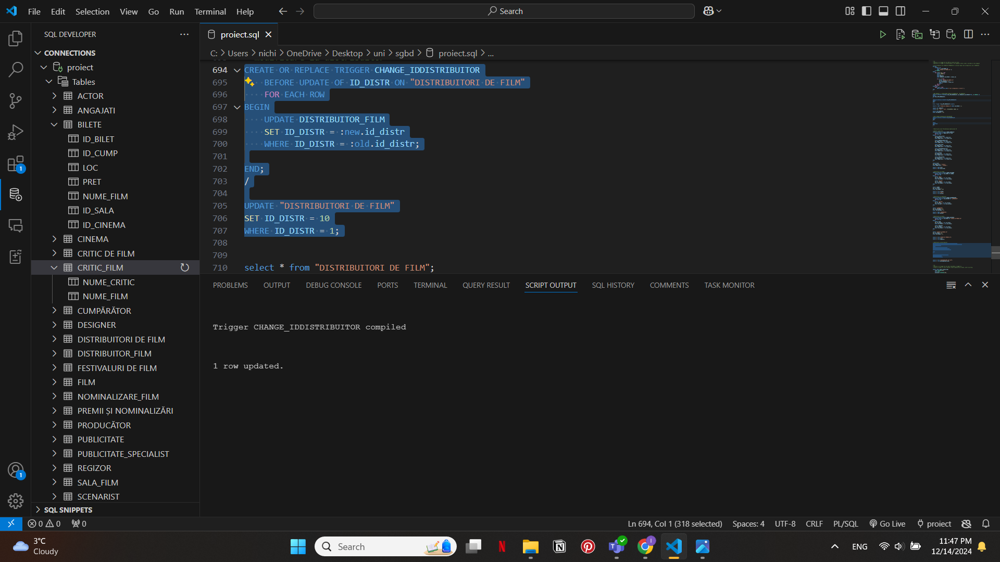 File Edit Selection View Go Run Terminal Help
Search
SQL DEVELOPER
proiect.sql
CONNECTIONS
C: > Users > nichi > OneDrive > Desktop > uni > sgbd > proiect.sql > ...
proiect
Tables
ACTOR
ANGAJATI
BILETE
ID_BILET
ID_CUMP
LOC
PRET
NUME_FILM
ID_SALA
ID_CINEMA
CINEMA
CRITIC DE FILM
CRITIC_FILM
NUME_CRITIC
NUME_FILM
CUMPĂRĂTOR
DESIGNER
DISTRIBUITORI DE FILM
DISTRIBUITOR_FILM
FESTIVALURI DE FILM
FILM
NOMINALIZARE_FILM
PREMII ȘI NOMINALIZĂRI
PRODUCĂTOR
PUBLICITATE
PUBLICITATE_SPECIALIST
REGIZOR
SALA_FILM
SCENARIST
SQL SNIPPETS
694 CREATE OR REPLACE TRIGGER CHANGE_IDDISTRIBUITOR
695 BEFORE UPDATE OF ID_DISTR ON "DISTRIBUITORI DE FILM"
696 FOR EACH ROW
697 BEGIN
698 UPDATE DISTRIBUITOR_FILM
699 SET ID_DISTR = :new.id_distr
700 WHERE ID_DISTR = :old.id_distr;
701
702 END;
703 /
704
705 UPDATE "DISTRIBUITORI DE FILM"
706 SET ID_DISTR = 10
707 WHERE ID_DISTR = 1;
708
709
710 select * from "DISTRIBUITORI DE FILM";
PROBLEMS OUTPUT DEBUG CONSOLE PORTS TERMINAL QUERY RESULT SCRIPT OUTPUT SQL HISTORY COMMENTS TASK MONITOR
Trigger CHANGE_IDDISTRIBUITOR compiled
1 row updated.
1
1
0 0 0
Ln 694, Col 1 (318 selected) Spaces: 4 UTF-8 CRLF PL/SQL Go Live proiect
3°C
Cloudy
Search
ENG
11:47 PM
12/14/2024